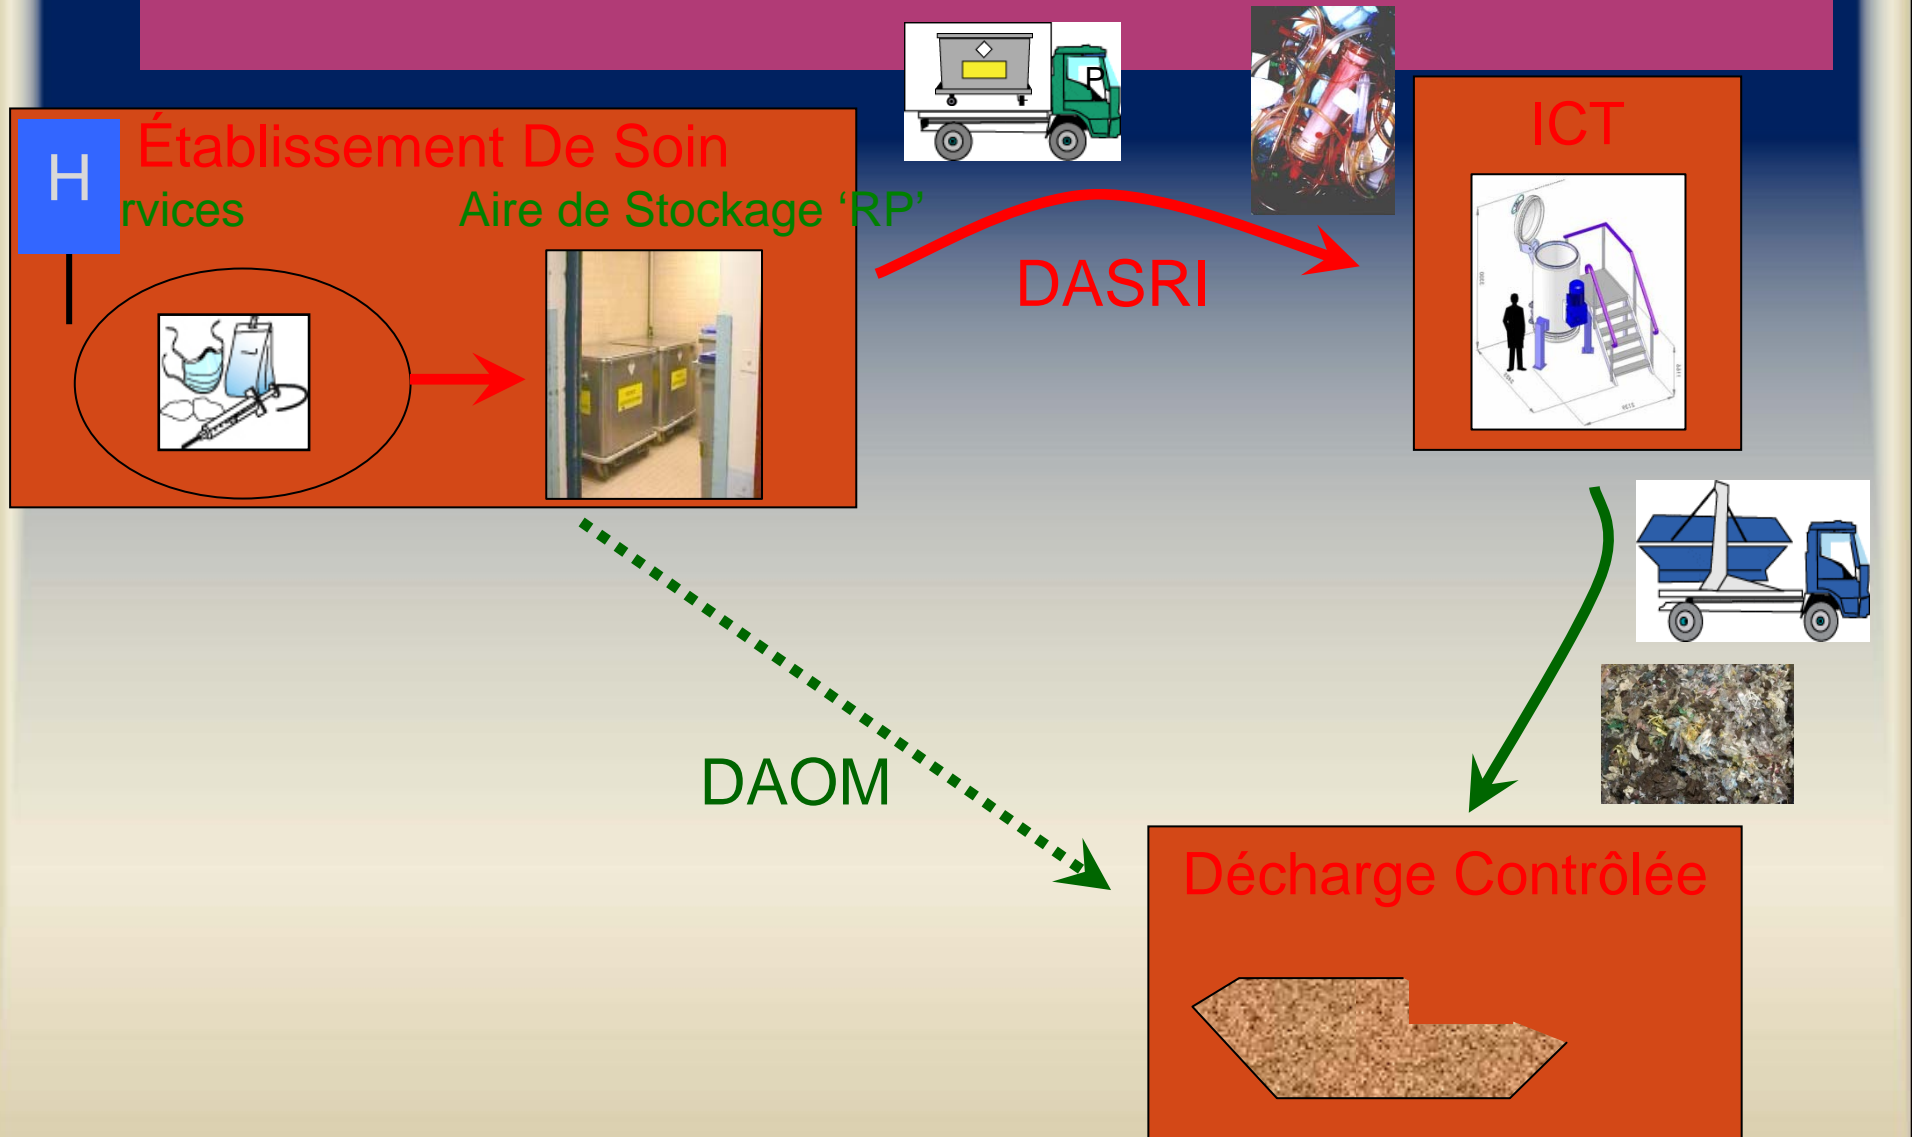 P
Établissement De Soin
H
rvices
Aire de Stockage ‘RP’
ICT
DASRI
DAOM
Décharge Contrôlée